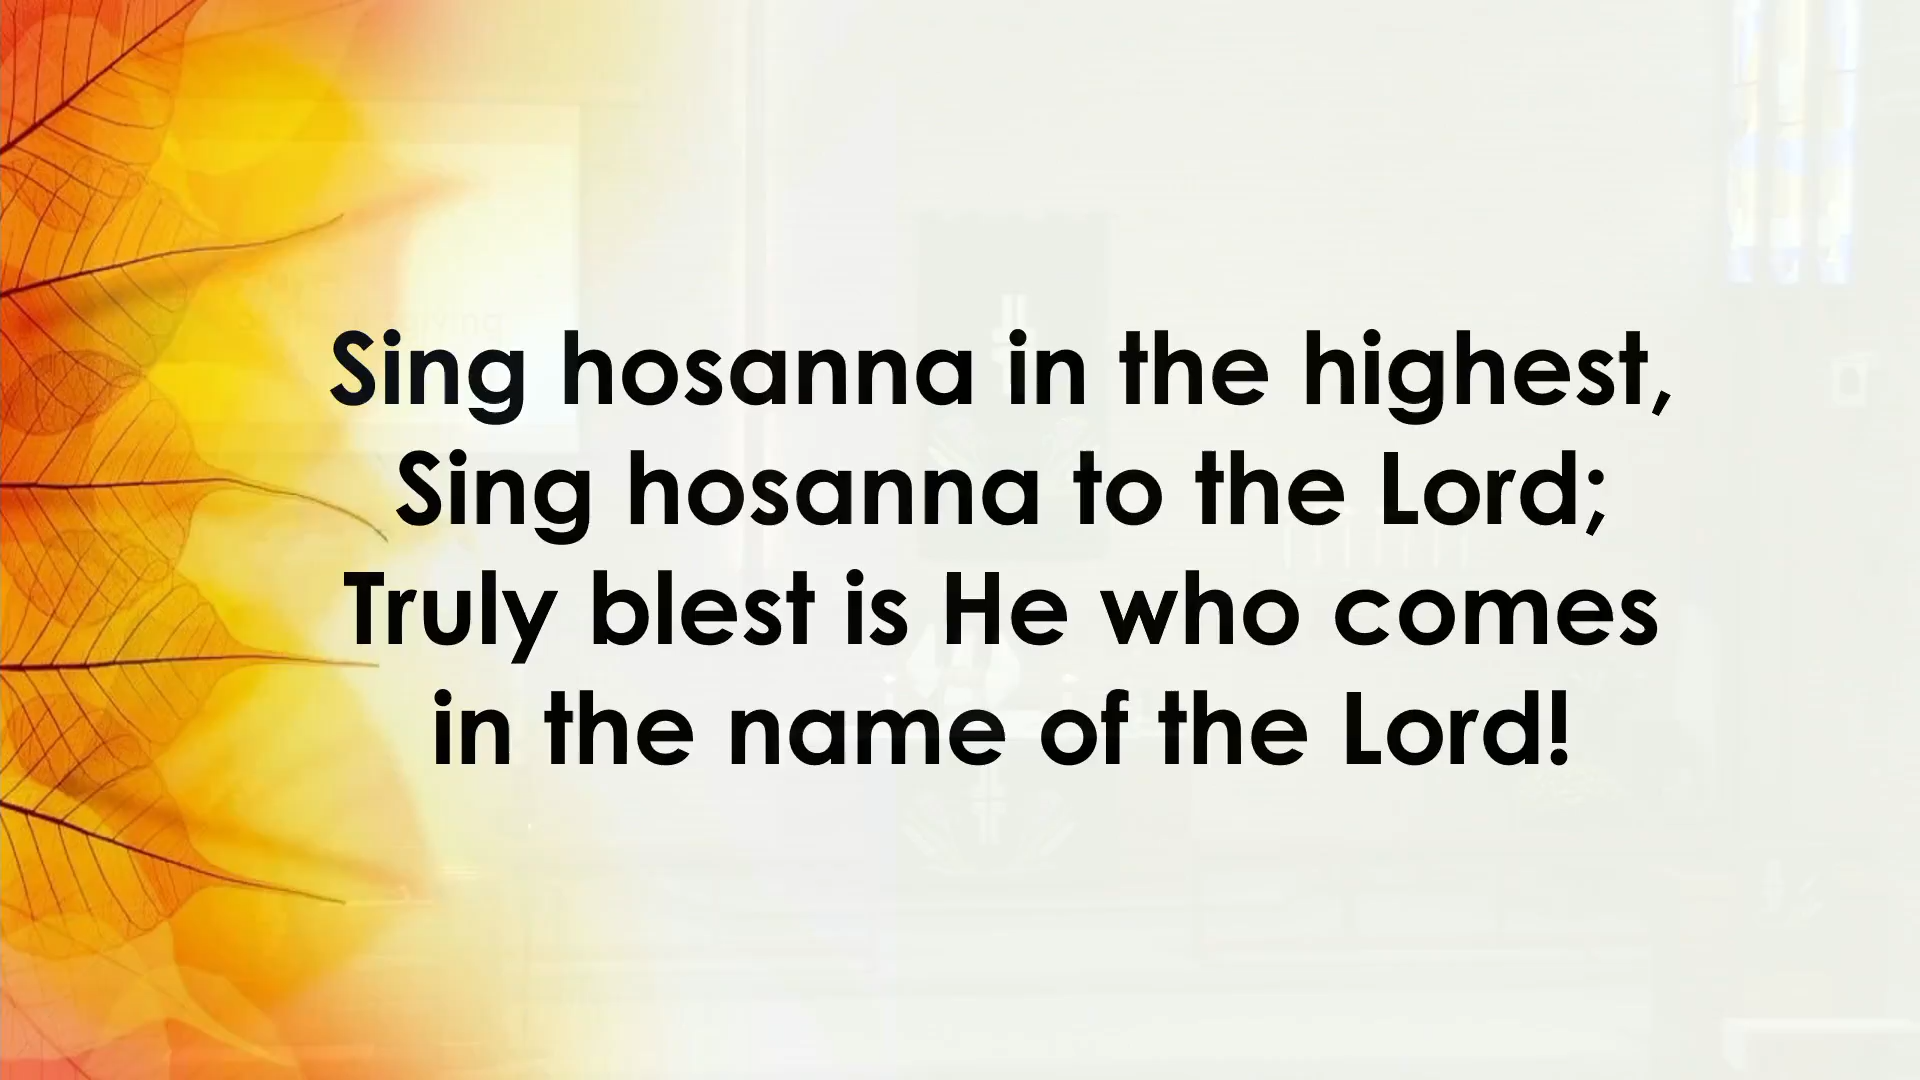 Sing hosanna in the highest,
Sing hosanna to the Lord;
Truly blest is He who comes
in the name of the Lord!